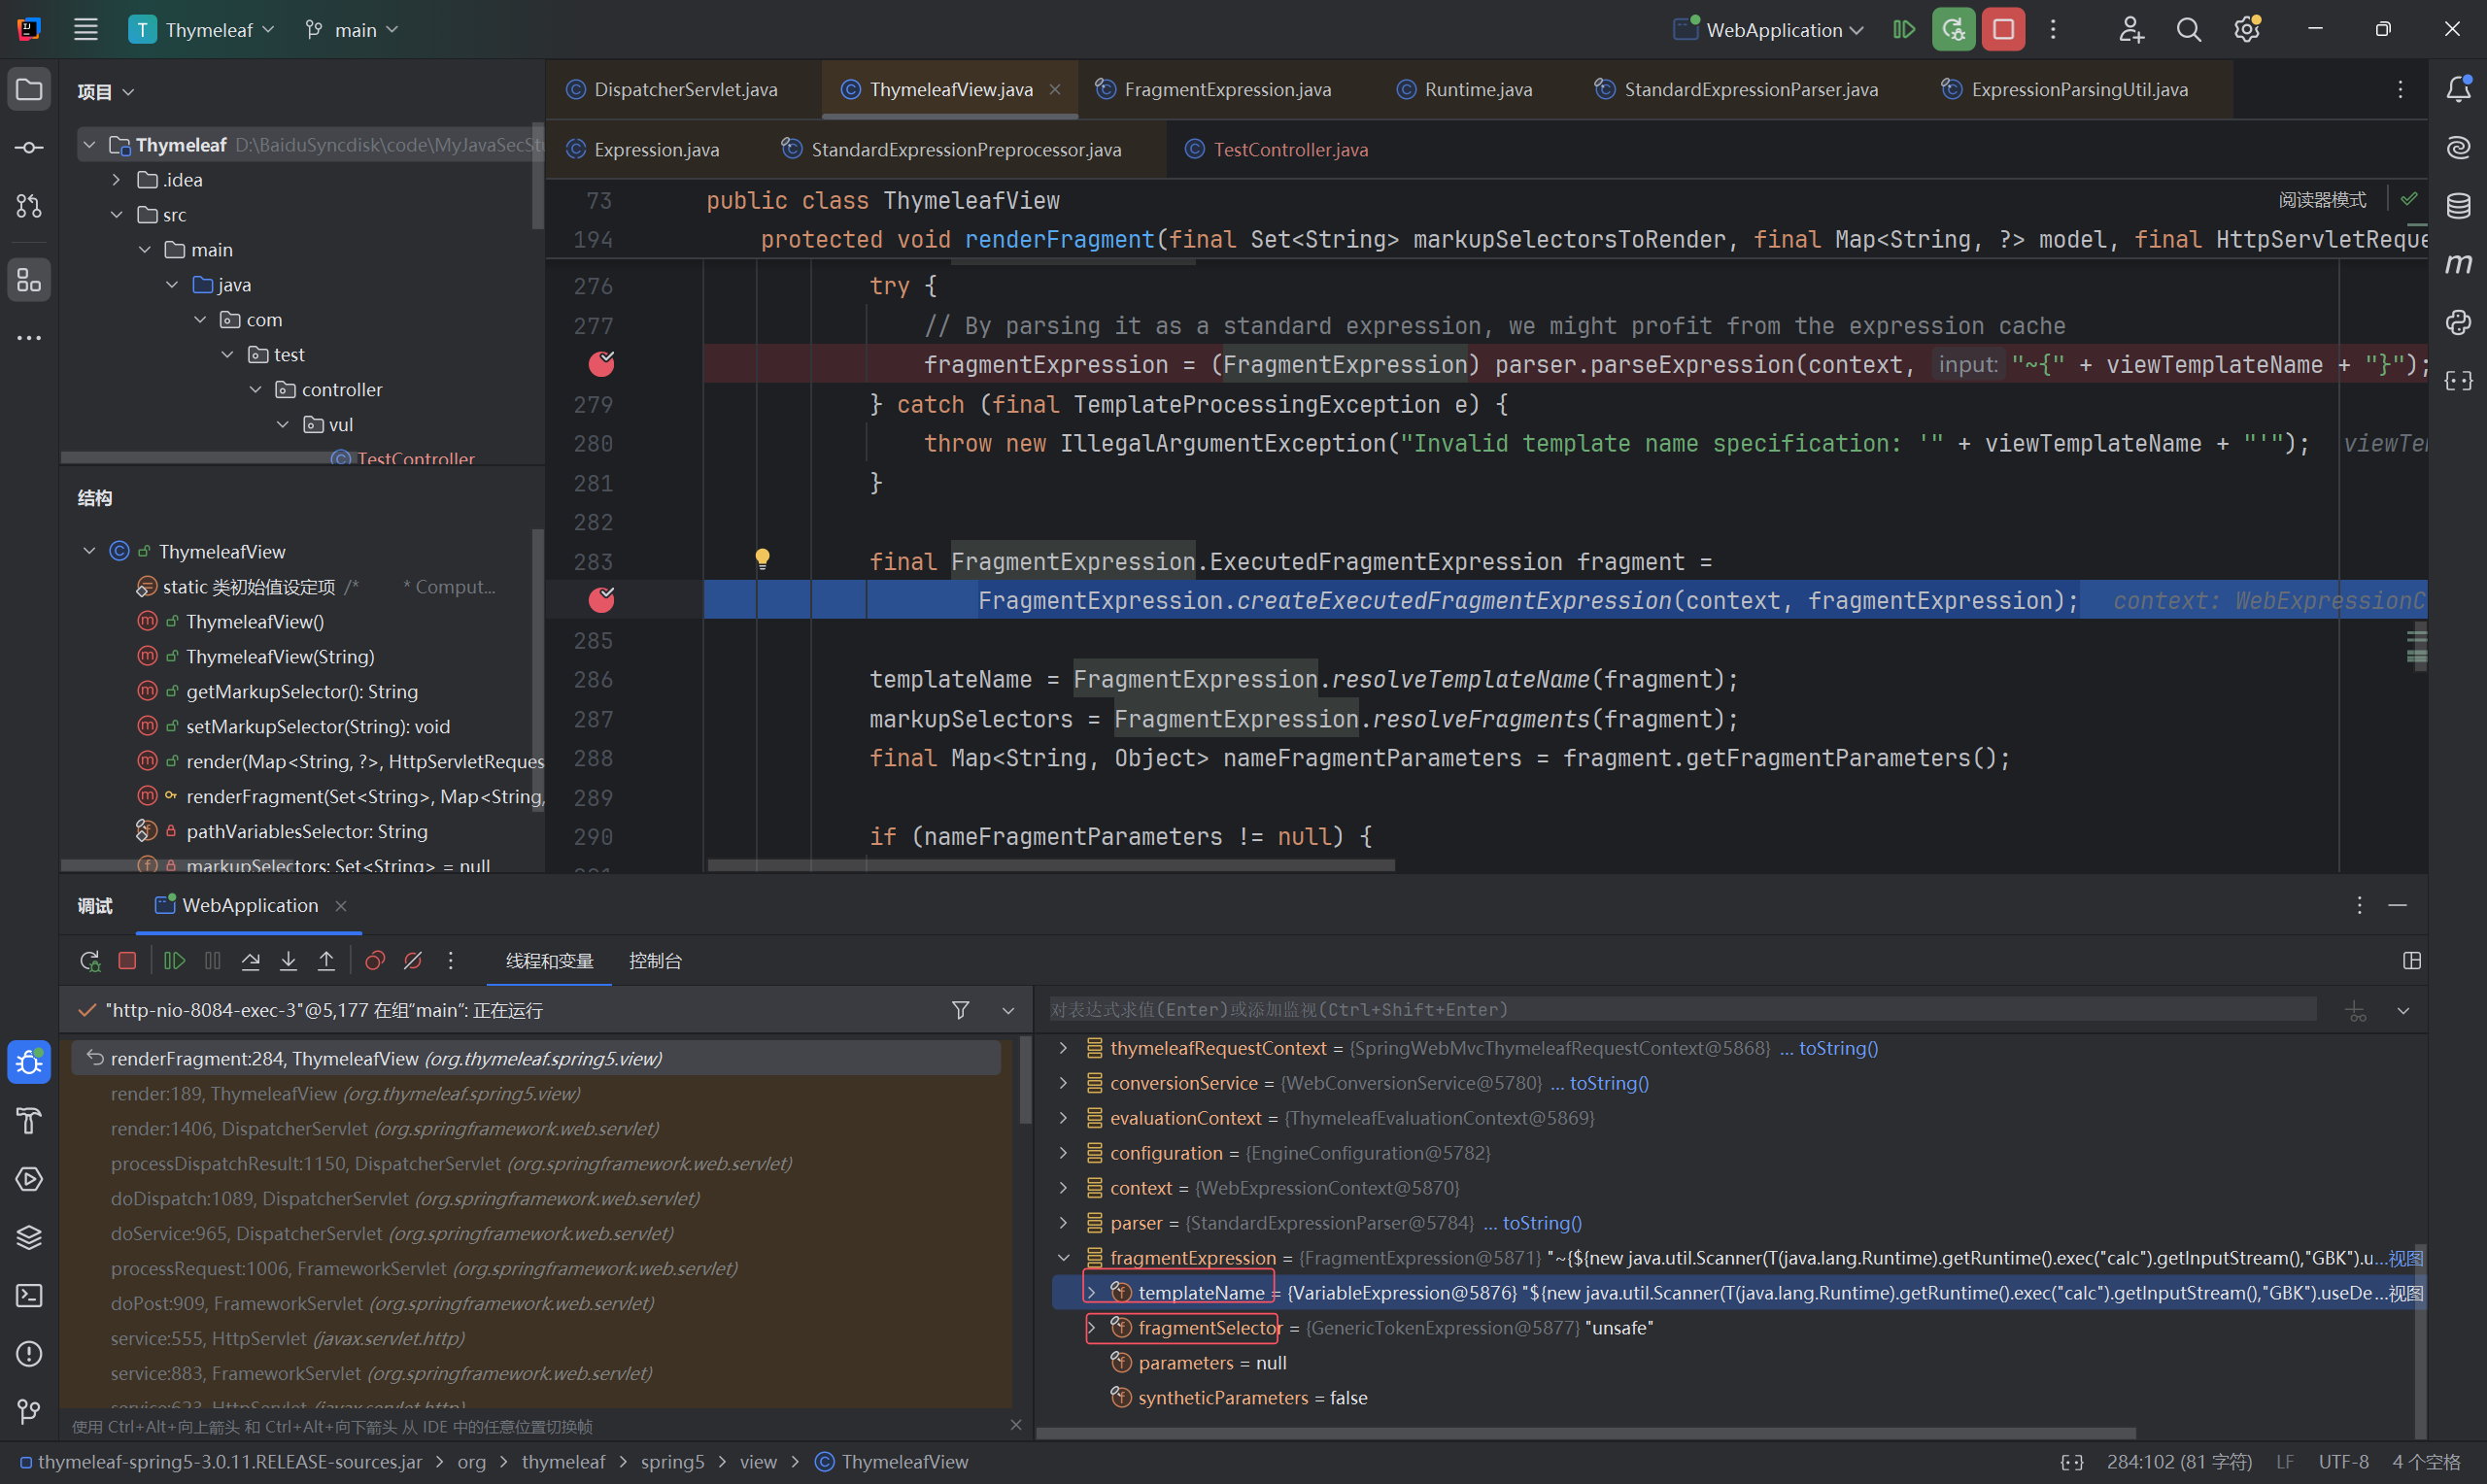 T Thymeleaf main WebApplication
项目
Thymeleaf D:\BaiduSyncdisk\code\MyJavaSecStu
.idea
src
main
java
com
test
controller
vul
TestController
结构
ThymeleafView
static 类初始值设定项 /* * Comput...
ThymeleafView()
ThymeleafView(String)
getMarkupSelector(): String
setMarkupSelector(String): void
render(Map<String, ?>, HttpServletReques
renderFragment(Set<String>, Map<String,
pathVariablesSelector: String
markupSelectors: Set<String> = null
DispatcherServlet.java ThymeleafView.java FragmentExpression.java Runtime.java StandardExpressionParser.java ExpressionParsingUtil.java
Expression.java StandardExpressionPreprocessor.java TestController.java
73 public class ThymeleafView 阅读器模式
194 protected void renderFragment(final Set<String> markupSelectorsToRender, final Map<String, ?> model, final HttpServletReque
276 try {
277 // By parsing it as a standard expression, we might profit from the expression cache
fragmentExpression = (FragmentExpression) parser.parseExpression(context, input: "~{" + viewTemplateName + "}");
279 } catch (final TemplateProcessingException e) {
280 throw new IllegalArgumentException("Invalid template name specification: '" + viewTemplateName + "'"); viewTe
281 }
282
283 final FragmentExpression.ExecutedFragmentExpression fragment =
FragmentExpression.createExecutedFragmentExpression(context, fragmentExpression); context: WebExpressionC
285
286 templateName = FragmentExpression.resolveTemplateName(fragment);
287 markupSelectors = FragmentExpression.resolveFragments(fragment);
288 final Map<String, Object> nameFragmentParameters = fragment.getFragmentParameters();
289
290 if (nameFragmentParameters != null) {
调试 WebApplication
线程和变量 控制台
"http-nio-8084-exec-3"@5,177 在组"main": 正在运行
renderFragment:284, ThymeleafView (org.thymeleaf.spring5.view)
render:189, ThymeleafView (org.thymeleaf.spring5.view)
render:1406, DispatcherServlet (org.springframework.web.servlet)
processDispatchResult:1150, DispatcherServlet (org.springframework.web.servlet)
doDispatch:1089, DispatcherServlet (org.springframework.web.servlet)
doService:965, DispatcherServlet (org.springframework.web.servlet)
processRequest:1006, FrameworkServlet (org.springframework.web.servlet)
doPost:909, FrameworkServlet (org.springframework.web.servlet)
service:555, HttpServlet (javax.servlet.http)
service:883, FrameworkServlet (org.springframework.web.servlet)
service:623, HttpServlet (javax.servlet.http)
使用 Ctrl+Alt+向上箭头 和 Ctrl+Alt+向下箭头 从 IDE 中的任意位置切换帧
对表达式求值(Enter)或添加监视(Ctrl+Shift+Enter)
thymeleafRequestContext = {SpringWebMvcThymeleafRequestContext@5868} ... toString()
conversionService = {WebConversionService@5780} ... toString()
evaluationContext = {ThymeleafEvaluationContext@5869}
configuration = {EngineConfiguration@5782}
context = {WebExpressionContext@5870}
parser = {StandardExpressionParser@5784} ... toString()
fragmentExpression = {FragmentExpression@5871} "~{${new java.util.Scanner(T(java.lang.Runtime).getRuntime().exec("calc").getInputStream(),"GBK").u...视图
templateName = {VariableExpression@5876} "${new java.util.Scanner(T(java.lang.Runtime).getRuntime().exec("calc").getInputStream(),"GBK").useDe...视图
fragmentSelector = {GenericTokenExpression@5877} "unsafe"
parameters = null
syntheticParameters = false
thymeleaf-spring5-3.0.11.RELEASE-sources.jar > org > thymeleaf > spring5 > view > ThymeleafView 284:102 (81 字符) LF UTF-8 4 个空格